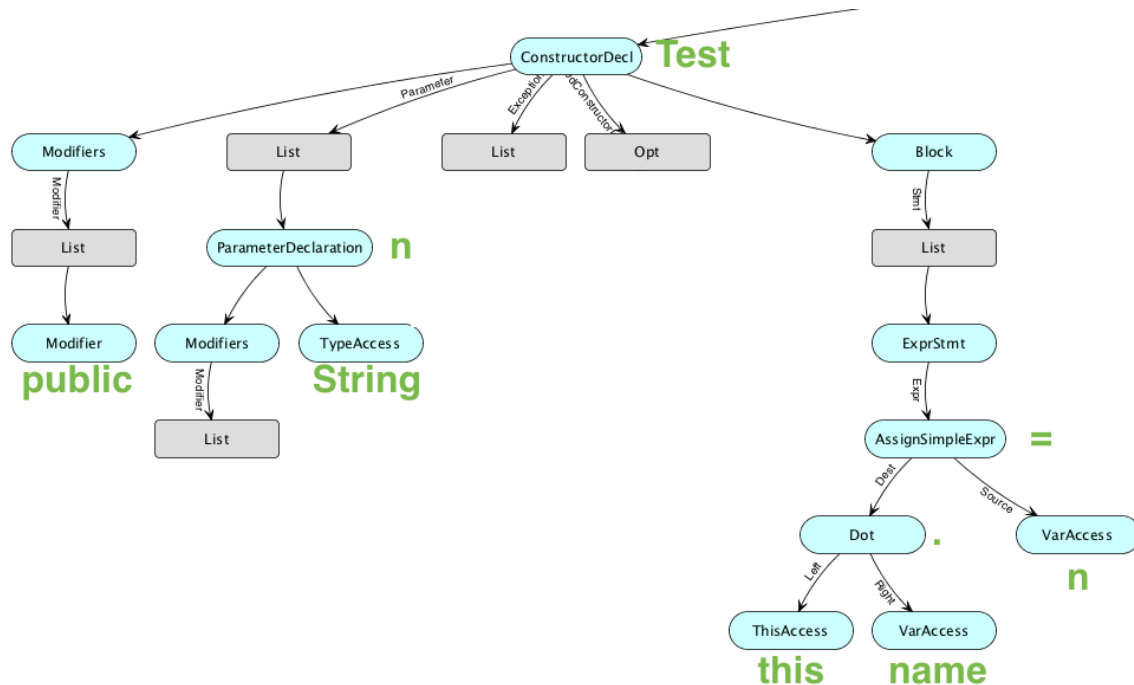 ConstructorDecl Test
Parameter
Exception
Modifiers List List Opt Block
Modifier
Stmt
List ParameterDeclaration n List
Modifier Modifiers TypeAccess ExprStmt
public String
Modifier
Expr
List AssignSimpleExpr =
Dest
Source
Dot . VarAccess
Left
Right
n
ThisAccess VarAccess
this name